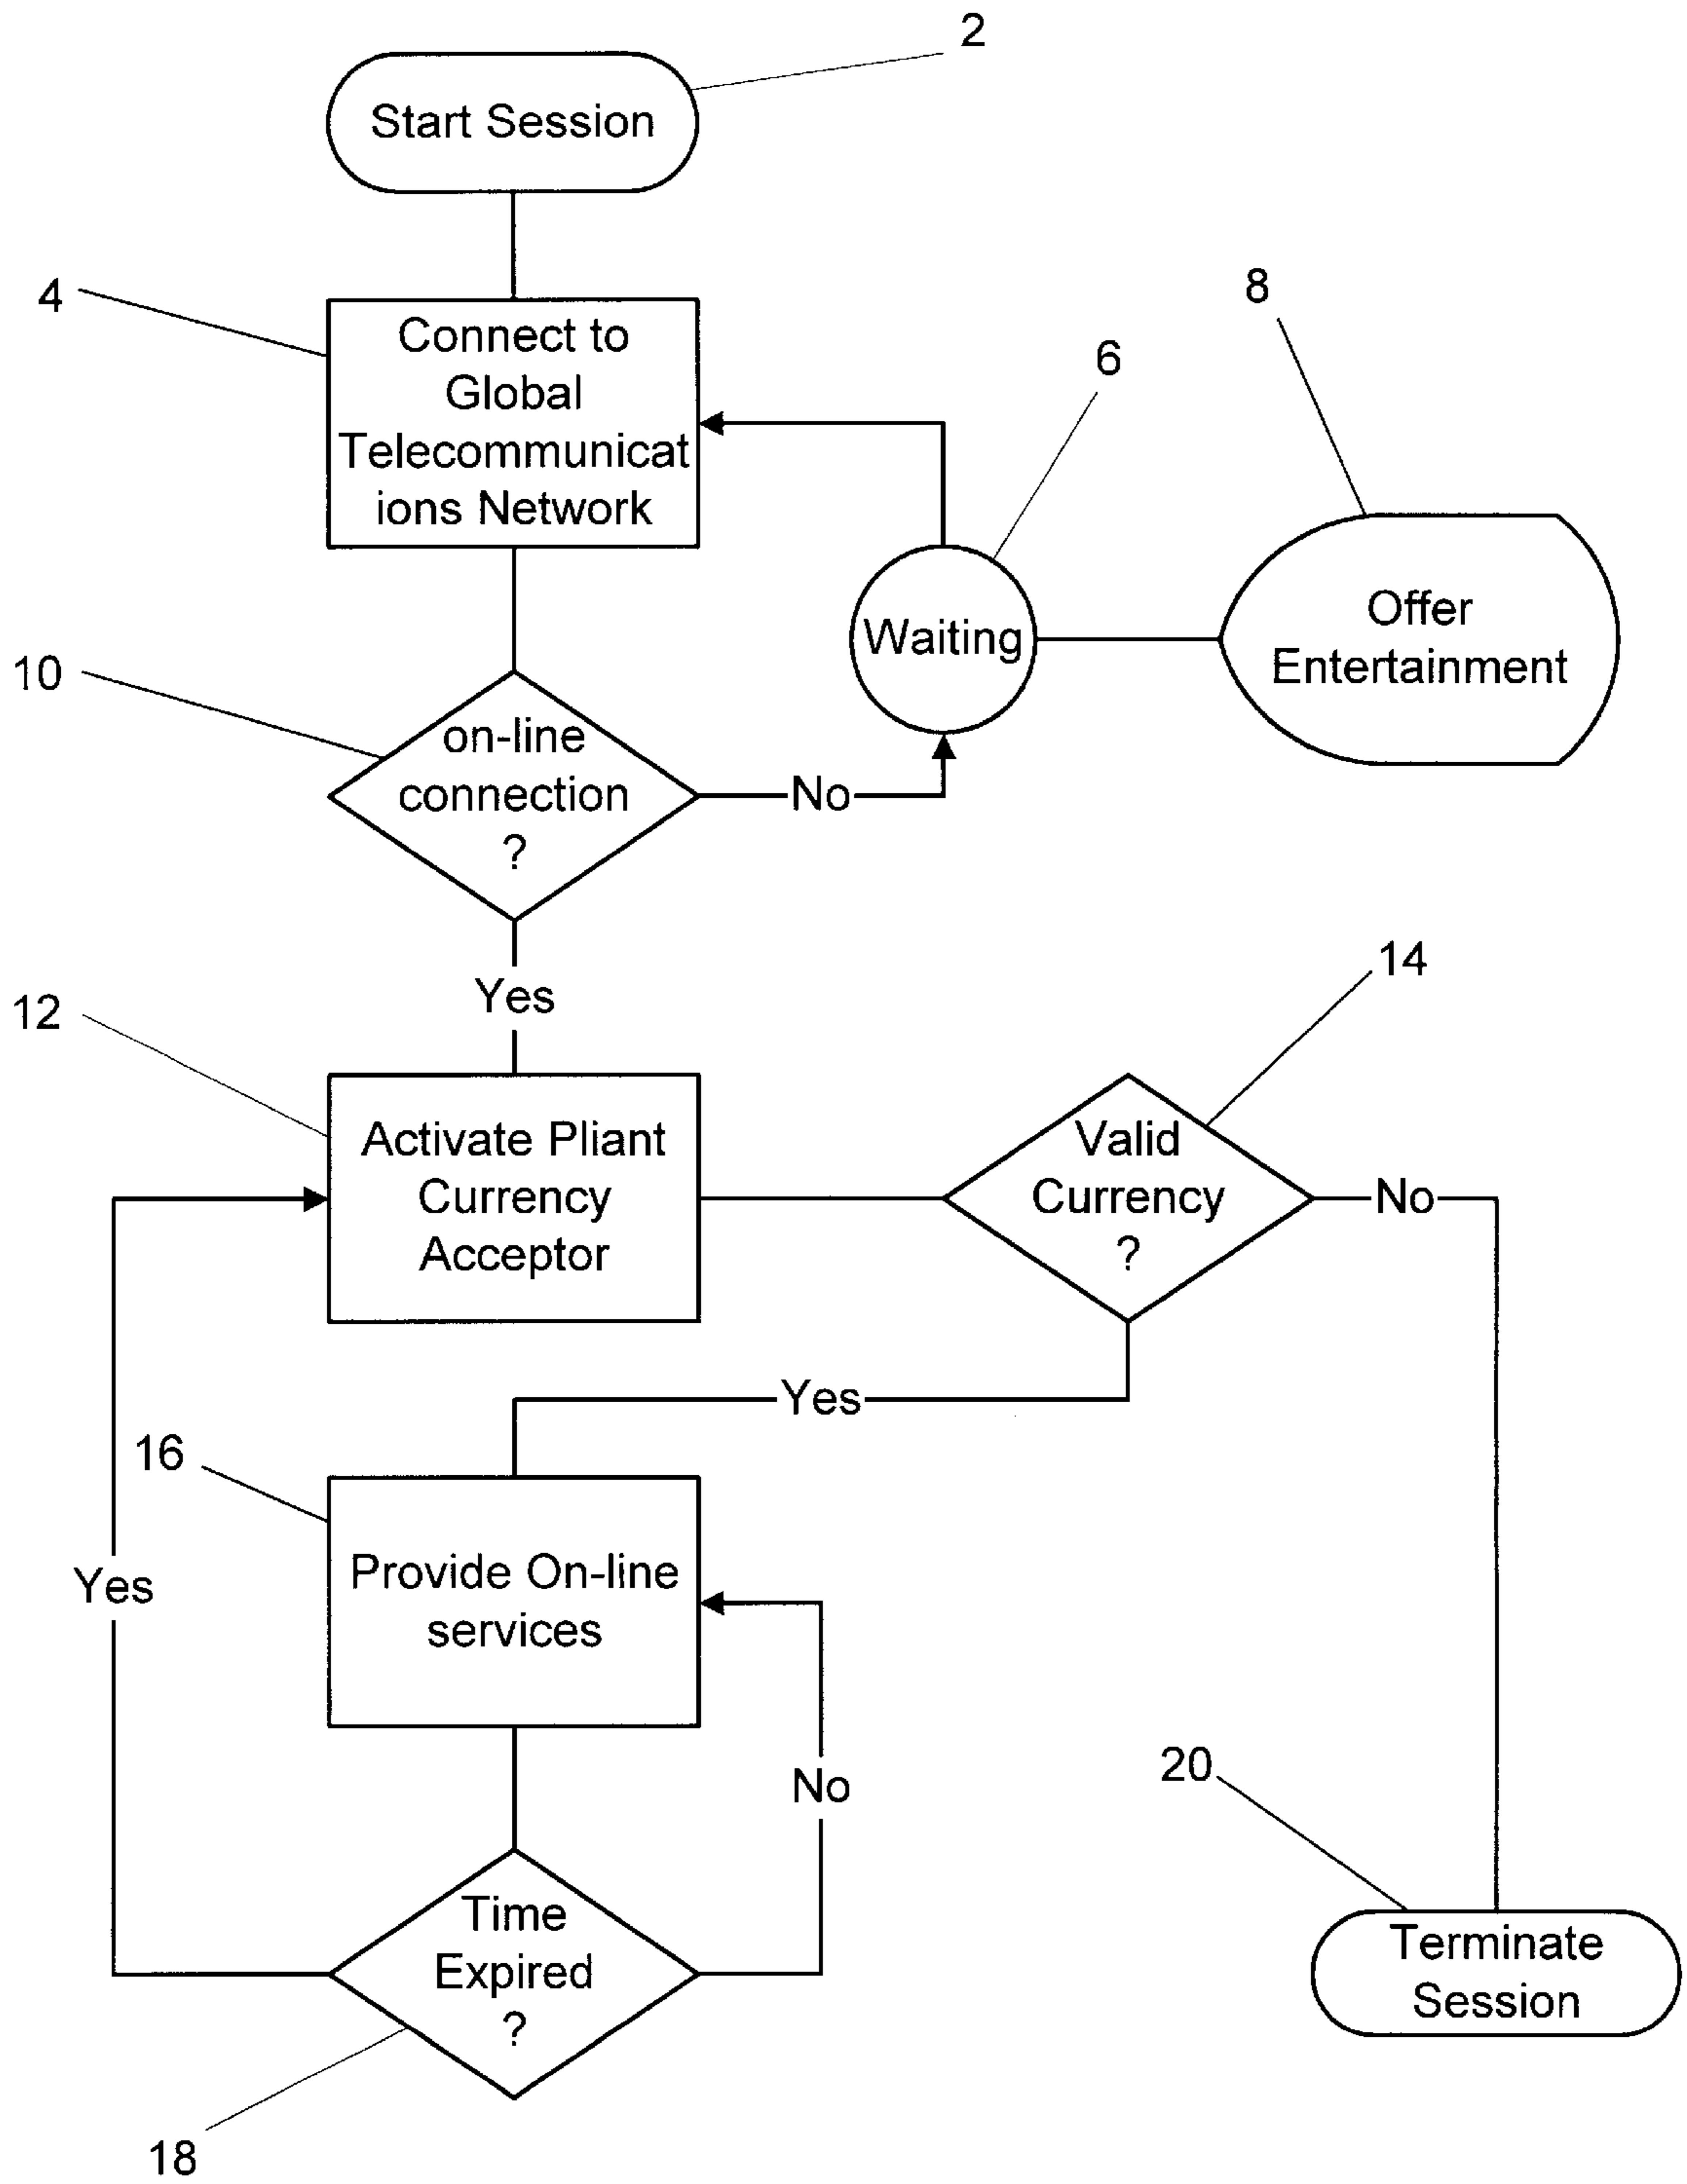 2
Start Session
4
Connect to
Global
Telecommunicat
ions Network
6
8
Waiting
Offer
Entertainment
10
on-line
connection
?
No
Yes
12
Activate Pliant
Currency
Acceptor
14
Valid
Currency
?
No
Yes
16
Provide On-line
services
Yes
No
Time
Expired
?
18
20
Terminate
Session